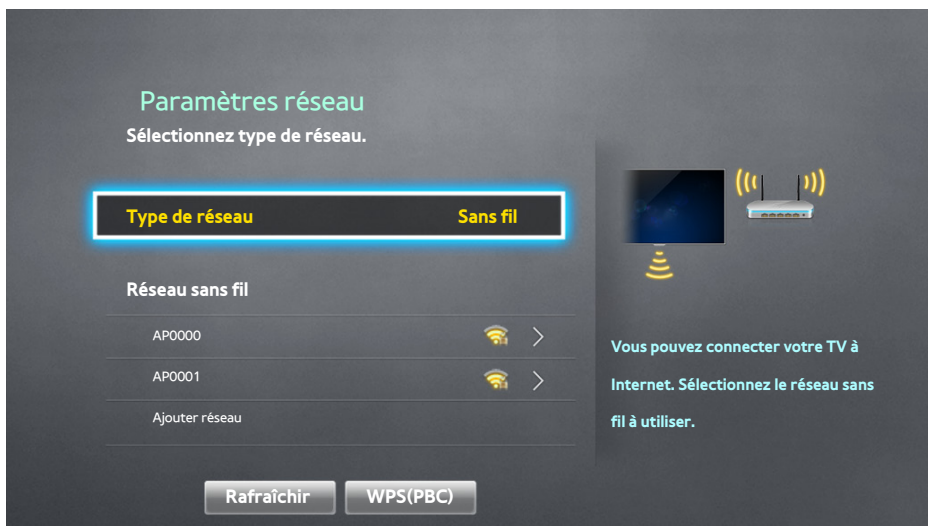 Paramètres réseau
Sélectionnez type de réseau.
Type de réseau Sans fil
Réseau sans fil
AP0000
AP0001
Ajouter réseau
Rafraîchir WPS(PBC)
Vous pouvez connecter votre TV à
Internet. Sélectionnez le réseau sans
fil à utiliser.